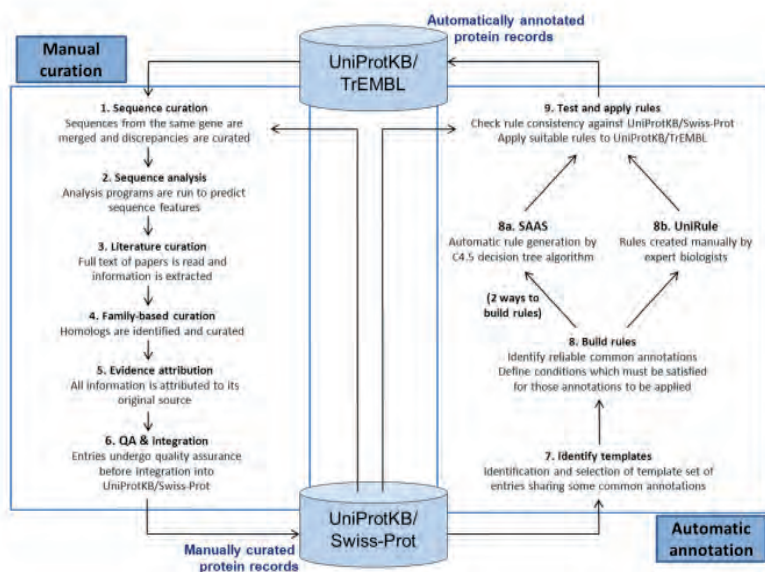 Automatically annotated
protein records
Manual
curation
UniProtKB/
TrEMBL
1. Sequence curation
Sequences from the same gene are
merged and discrepancies are curated
2. Sequence analysis
Analysis programs are run to predict
sequence features
3. Literature curation
Full text of papers is read and
information is extracted
4. Family-based curation
Homologs are identified and curated
5. Evidence attribution
All information is attributed to its
original source
6. QA & integration
Entries undergo quality assurance
before integration into
UniProtKB/Swiss-Prot
Manually curated
protein records
UniProtKB/
Swiss-Prot
9. Test and apply rules
Check rule consistency against UniProtKB/Swiss-Prot
Apply suitable rules to UniProtKB/TrEMBL
8a. SAAS
Automatic rule generation by
C4.5 decision tree algorithm
8b. UniRule
Rules created manually by
expert biologists
(2 ways to
build rules)
8. Build rules
Identify reliable common annotations
Define conditions which must be satisfied
for those annotations to be applied
7. Identify templates
Identification and selection of template set of
entries sharing some common annotations
Automatic
annotation